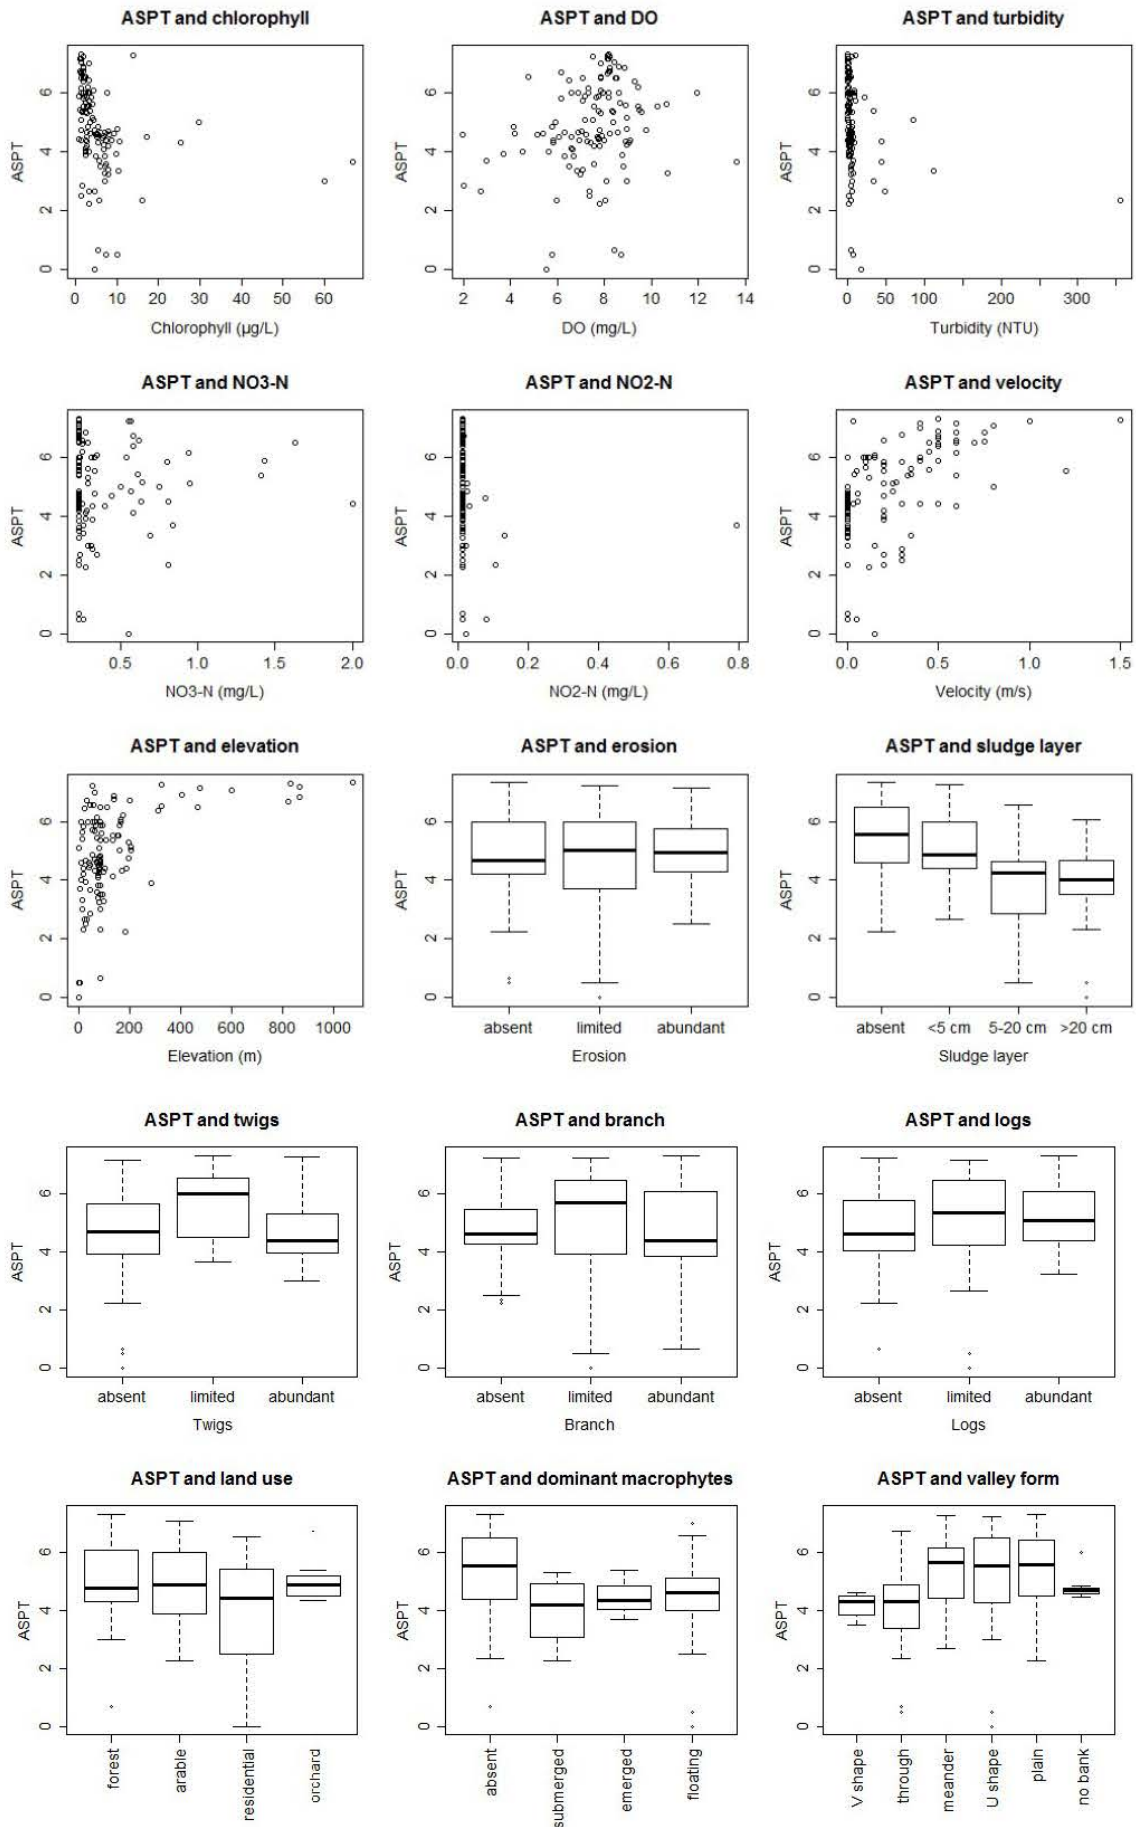 ASPT and chlorophyll
ASPT and DO
ASPT and turbidity
ASPT
0 2 4 6
0 10 20 30 40 60
Chlorophyll (µg/L)
ASPT
0 2 4 6
2 4 6 8 10 12 14
DO (mg/L)
ASPT
0 2 4 6
0 50 100 200 300
Turbidity (NTU)
ASPT and NO3-N
ASPT and NO2-N
ASPT and velocity
ASPT
0 2 4 6
0.5 1.0 1.5 2.0
NO3-N (mg/L)
ASPT
0 2 4 6
0.0 0.2 0.4 0.6 0.8
NO2-N (mg/L)
ASPT
0 2 4 6
0.0 0.5 1.0 1.5
Velocity (m/s)
ASPT and elevation
ASPT and erosion
ASPT and sludge layer
ASPT
0 2 4 6
0 200 400 600 800 1000
Elevation (m)
ASPT
0 2 4 6
absent limited abundant
Erosion
ASPT
0 2 4 6
absent <5 cm 5-20 cm >20 cm
Sludge layer
ASPT and twigs
ASPT and branch
ASPT and logs
ASPT
0 2 4 6
absent limited abundant
Twigs
ASPT
0 2 4 6
absent limited abundant
Branch
ASPT
0 2 4 6
absent limited abundant
Logs
ASPT and land use
ASPT and dominant macrophytes
ASPT and valley form
ASPT
0 2 4 6
forest
arable
residential
orchard
ASPT
0 2 4 6
absent
submerged
emerged
floating
ASPT
0 2 4 6
V shape
through
meander
U shape
plain
no bank